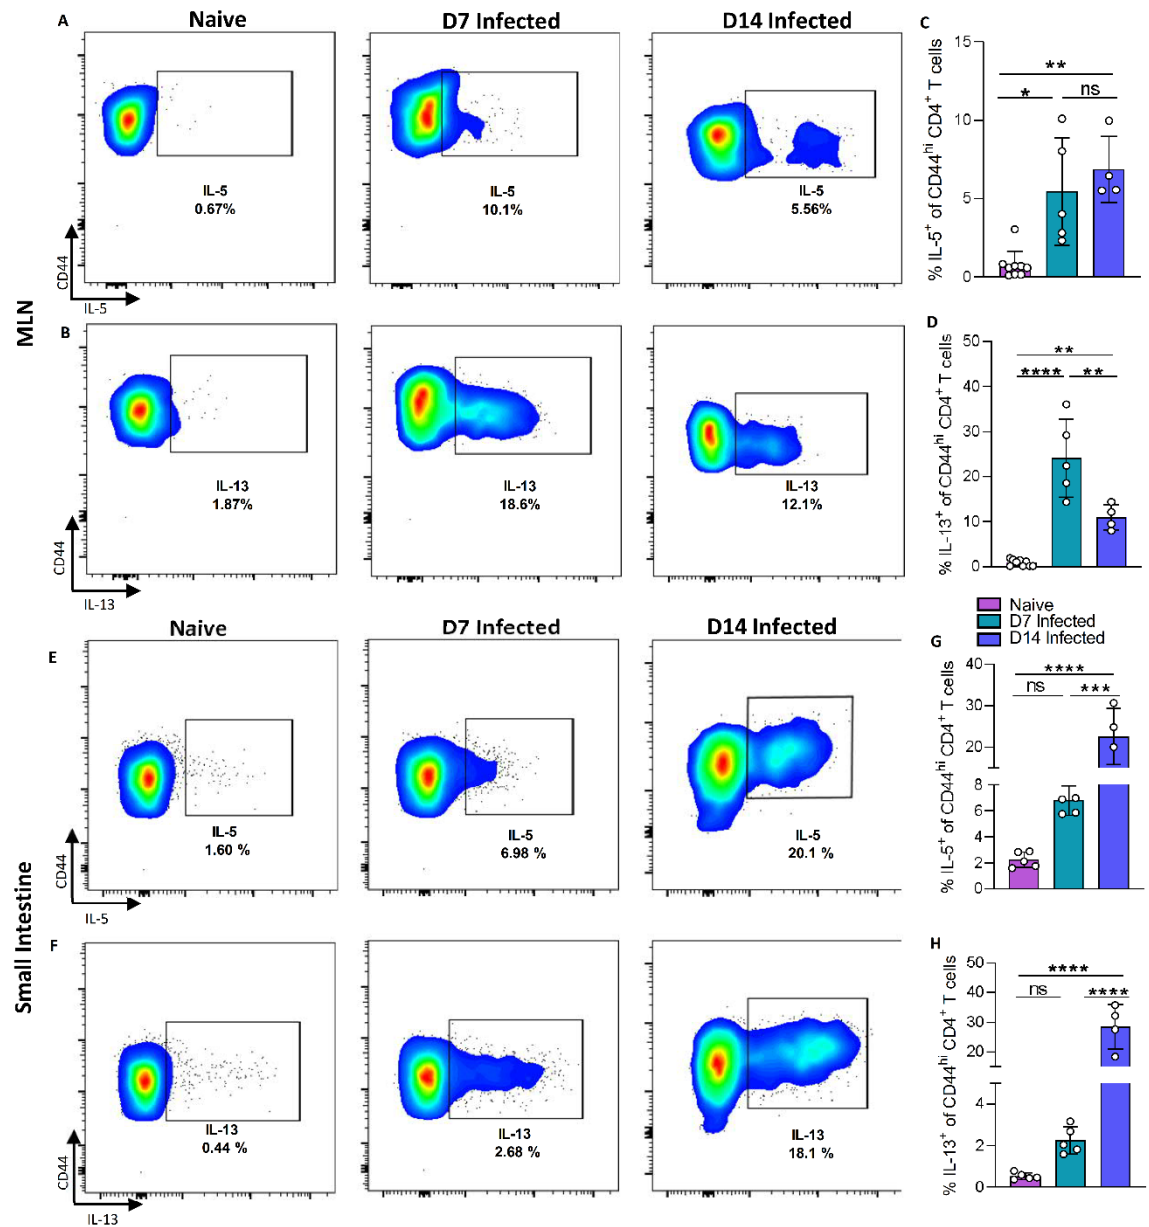 A
Naive
D7 Infected
D14 Infected
C
IL-5
0.67%
IL-5
10.1%
IL-5
5.56%
CD44
IL-5
15
10
5
0
**
*
ns
% IL-5⁺ of CD44ʰⁱ CD4⁺ T cells
MLN
B
D
IL-13
1.87%
IL-13
18.6%
IL-13
12.1%
CD44
IL-13
50
40
30
20
10
0
**
****
**
% IL-13⁺ of CD44ʰⁱ CD4⁺ T cells
Naive
D7 Infected
D14 Infected
Naive
D7 Infected
D14 Infected
E
G
IL-5
1.60 %
IL-5
6.98 %
IL-5
20.1 %
CD44
IL-5
40
30
20
8
6
4
2
0
****
ns
***
% IL-5⁺ of CD44ʰⁱ CD4⁺ T cells
Small Intestine
F
H
IL-13
0.44 %
IL-13
2.68 %
IL-13
18.1 %
CD44
IL-13
50
40
30
20
4
2
0
****
ns
****
% IL-13⁺ of CD44ʰⁱ CD4⁺ T cells